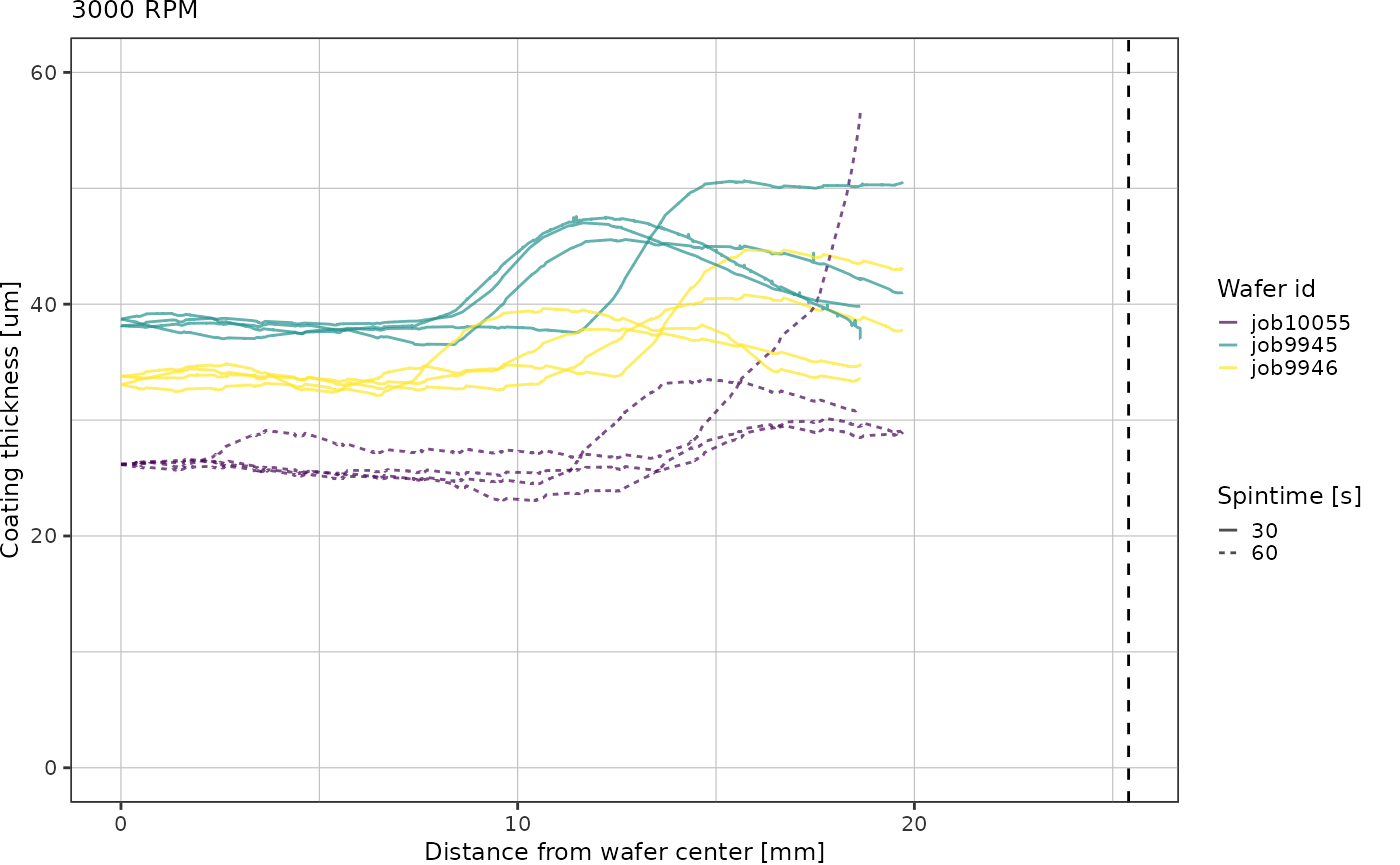 3000 RPM
60
40
20
0
Coating thickness [um]
0 10 20
Distance from wafer center [mm]
Wafer id
job10055
job9945
job9946
Spintime [s]
30
60